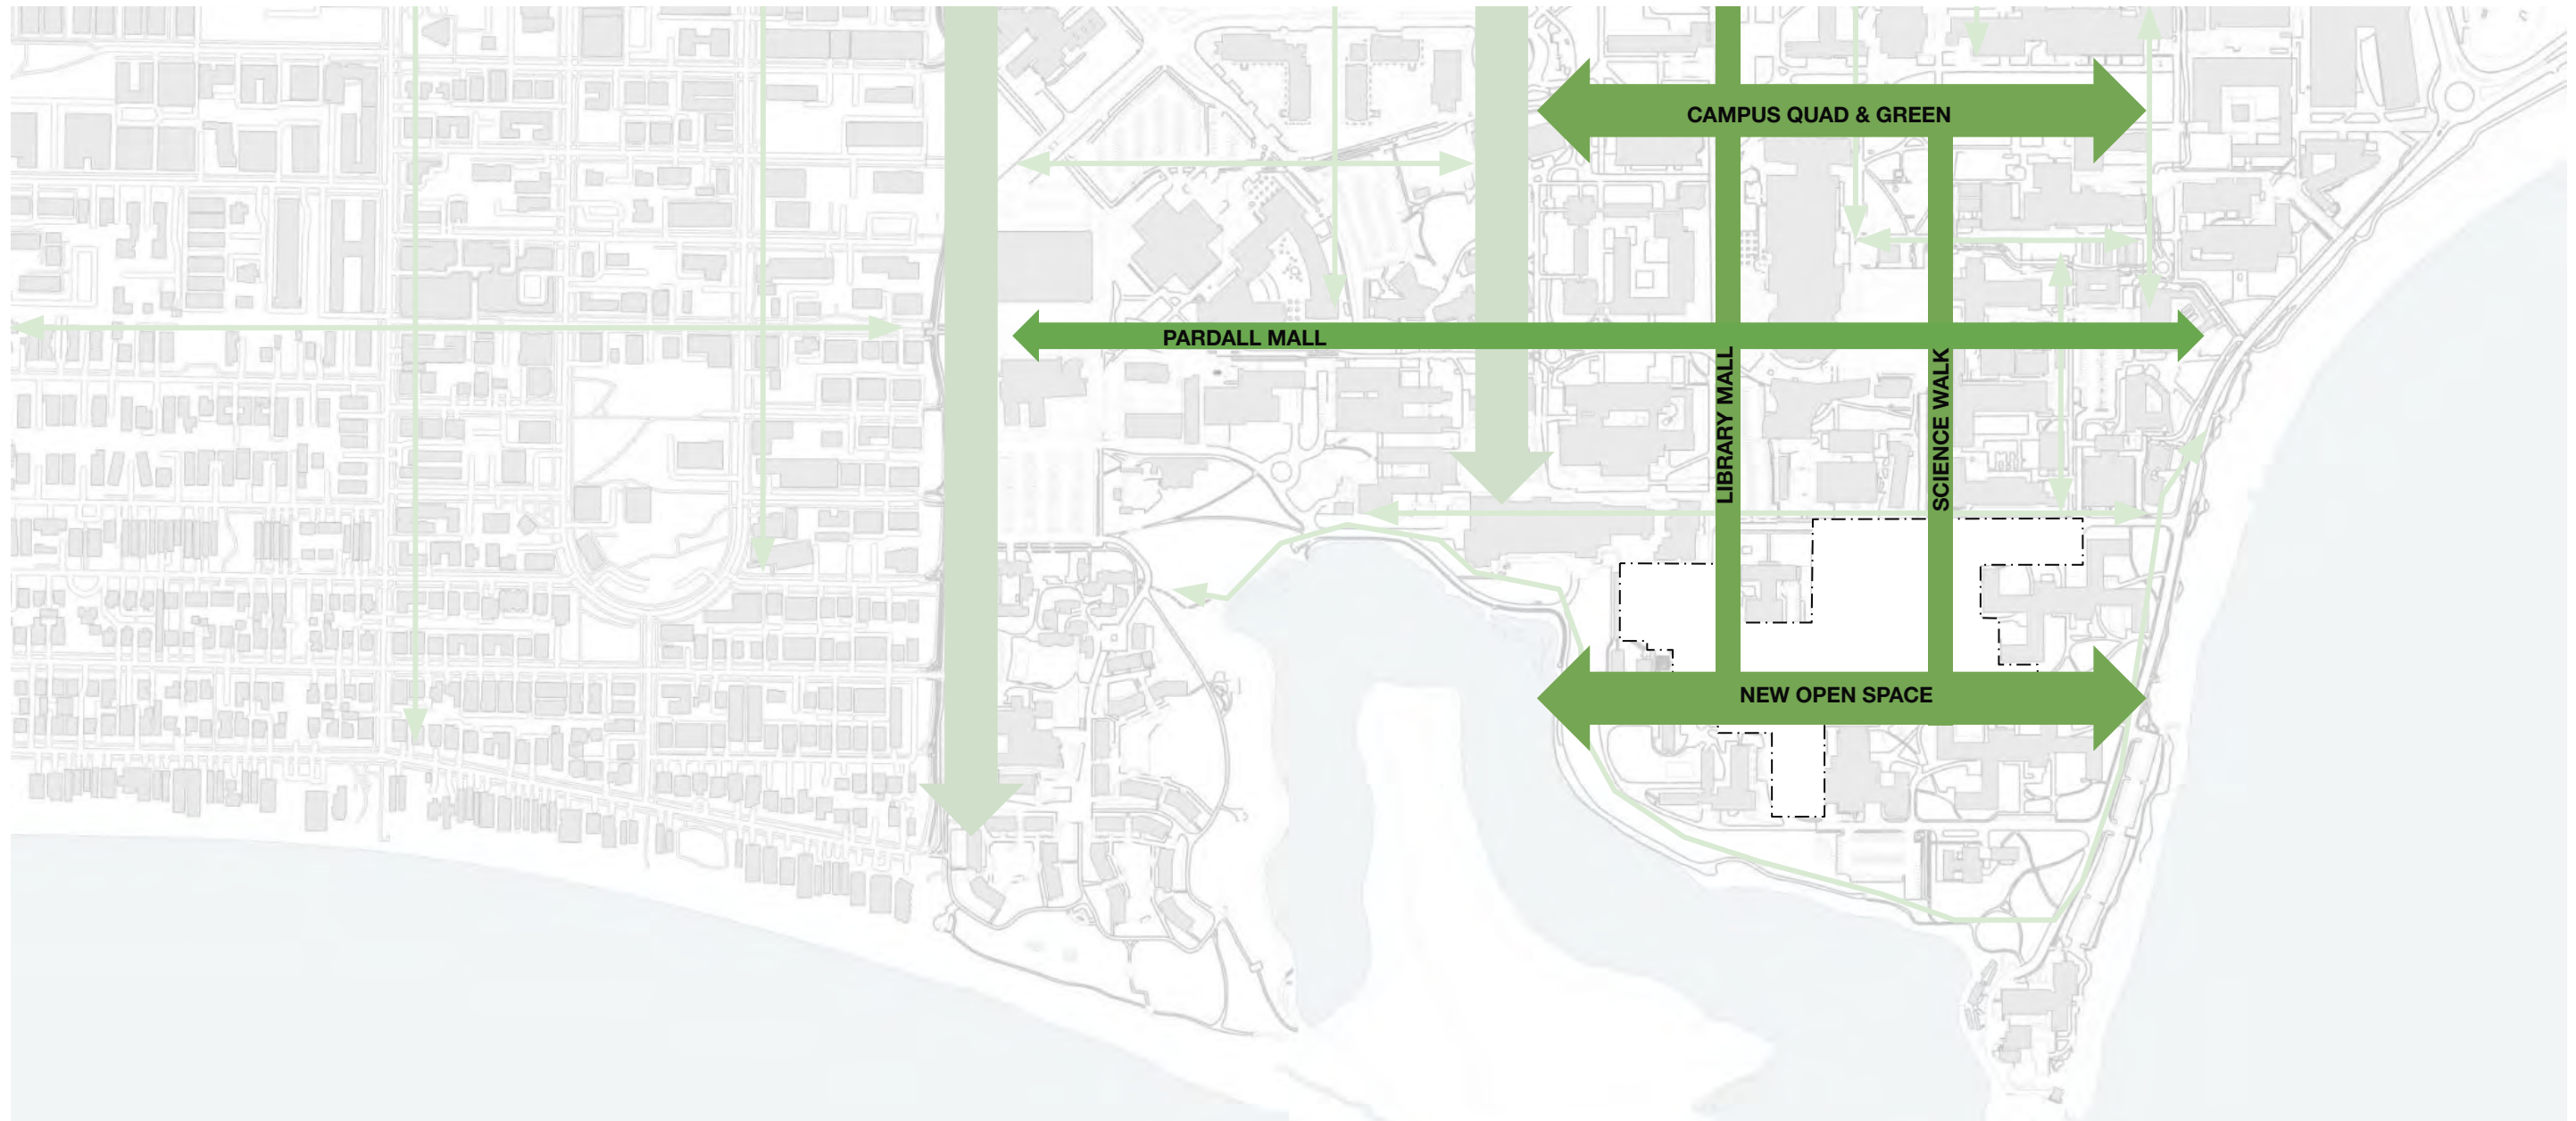 CAMPUS QUAD & GREEN
PARDALL MALL
LIBRARY MALL
SCIENCE WALK
NEW OPEN SPACE